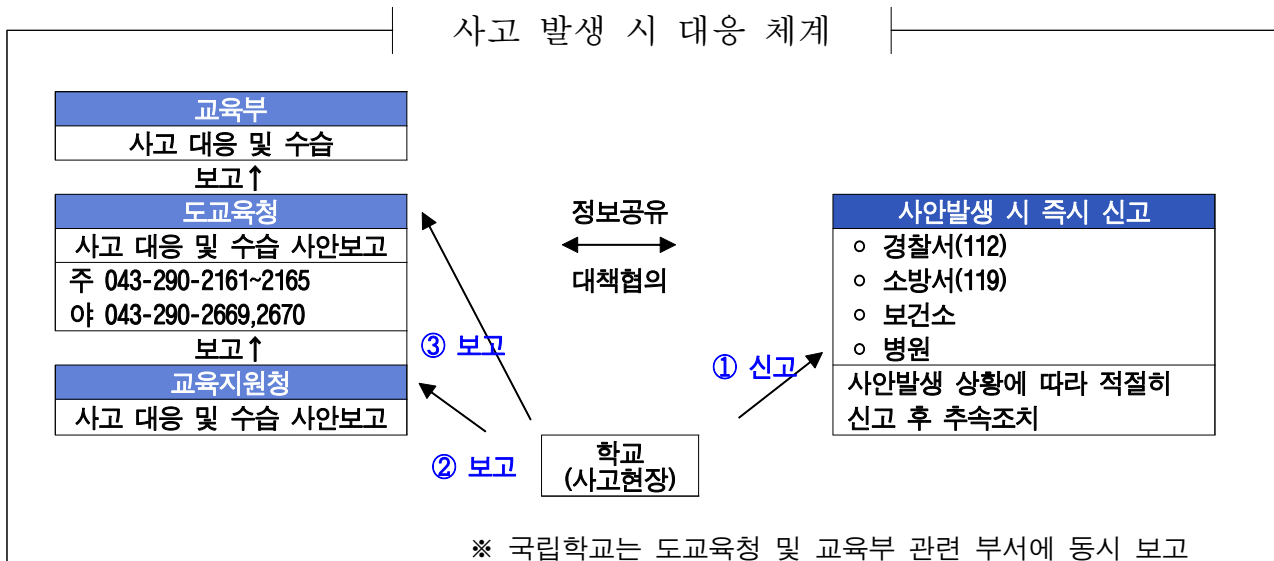 사고 발생 시 대응 체계
교육부
사고 대응 및 수습
보고↑
도교육청
사고 대응 및 수습 사안보고
주 043-290-2161~2165
야 043-290-2669,2670
보고↑
교육지원청
사고 대응 및 수습 사안보고
정보공유
대책협의
③ 보고
② 보고
① 신고
학교
(사고현장)
사안발생 시 즉시 신고
○ 경찰서(112)
○ 소방서(119)
○ 보건소
○ 병원
사안발생 상황에 따라 적절히
신고 후 추속조치
※ 국립학교는 도교육청 및 교육부 관련 부서에 동시 보고